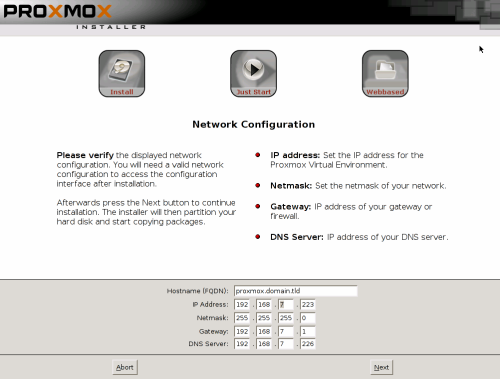 PROXMOX
INSTALLER
Install
Just Start
Webbased
Network Configuration
Please verify the displayed network
configuration. You will need a valid network
configuration to access the configuration
interface after installation.
Afterwards press the Next button to continue
installation. The installer will then partition your
hard disk and start copying packages.
IP address: Set the IP address for the
Proxmox Virtual Environment.
Netmask: Set the netmask of your network.
Gateway: IP address of your gateway or
firewall.
DNS Server: IP address of your DNS server.
Hostname (FQDN): proxmox.domain.tld
IP Address: 192 . 168 . 7 . 223
Netmask: 255 . 255 . 255 . 0
Gateway: 192 . 168 . 7 . 1
DNS Server: 192 . 168 . 7 . 226
Abort
Next